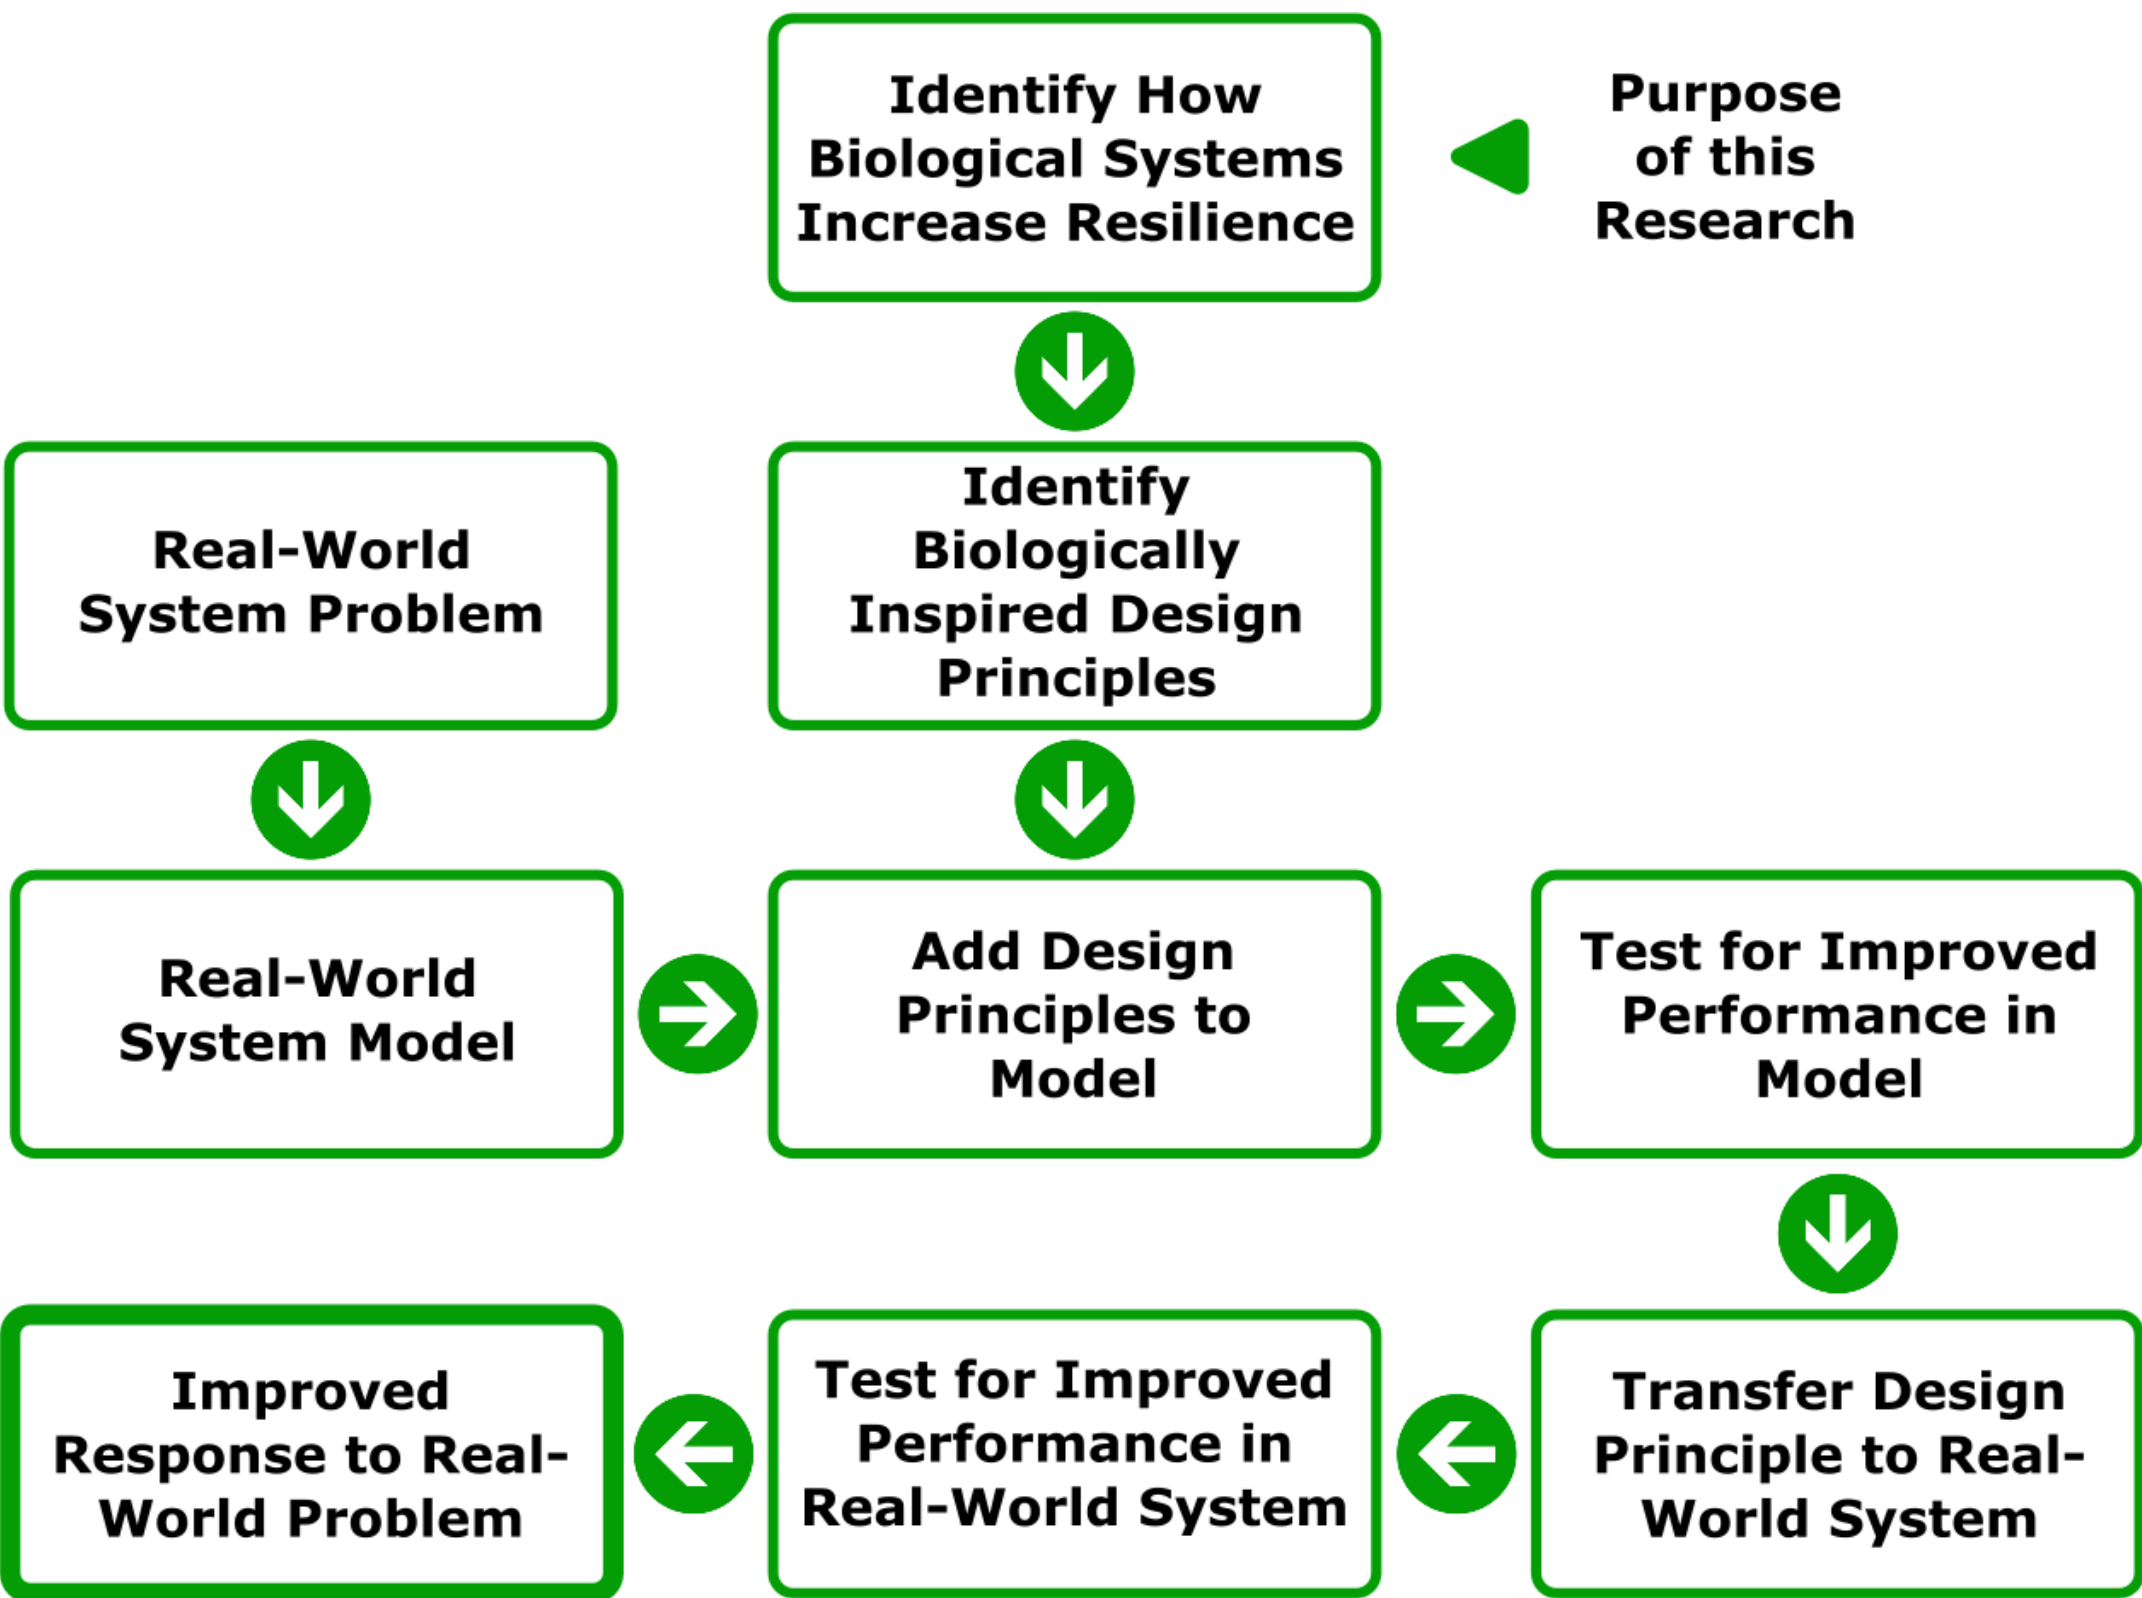 Identify How
Biological Systems
Increase Resilience
Purpose
of this
Research
Real-World
System Problem
Identify
Biologically
Inspired Design
Principles
Real-World
System Model
Add Design
Principles to
Model
Test for Improved
Performance in
Model
Improved
Response to Real-
World Problem
Test for Improved
Performance in
Real-World System
Transfer Design
Principle to Real-
World System